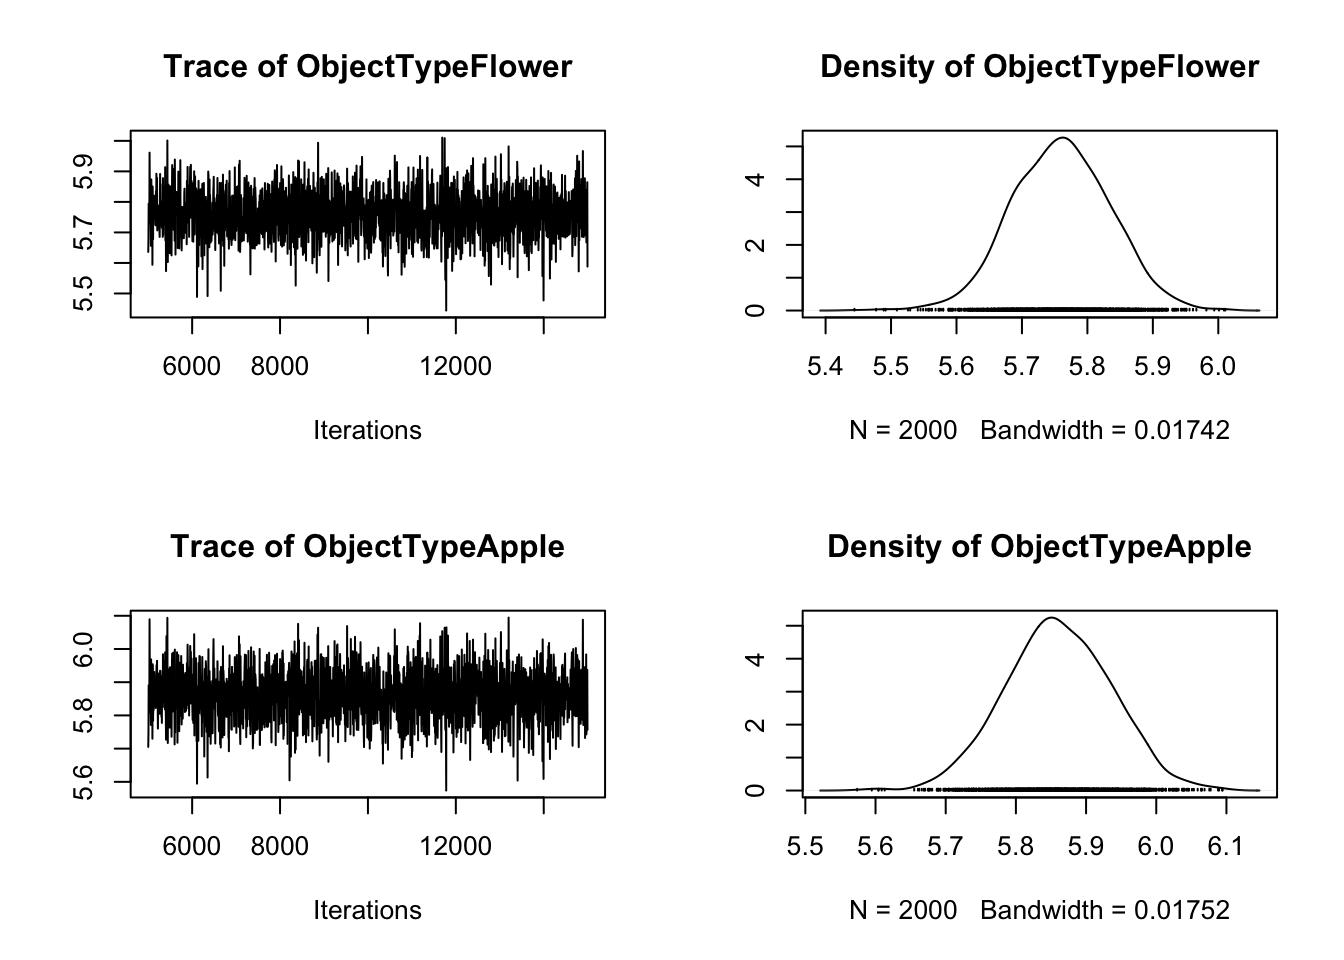 Trace of ObjectTypeFlower
5.9
5.7
5.5
6000 8000 12000
Iterations
Density of ObjectTypeFlower
4
2
0
5.4 5.5 5.6 5.7 5.8 5.9 6.0
N = 2000 Bandwidth = 0.01742
Trace of ObjectTypeApple
6.0
5.8
5.6
6000 8000 12000
Iterations
Density of ObjectTypeApple
4
2
0
5.5 5.6 5.7 5.8 5.9 6.0 6.1
N = 2000 Bandwidth = 0.01752